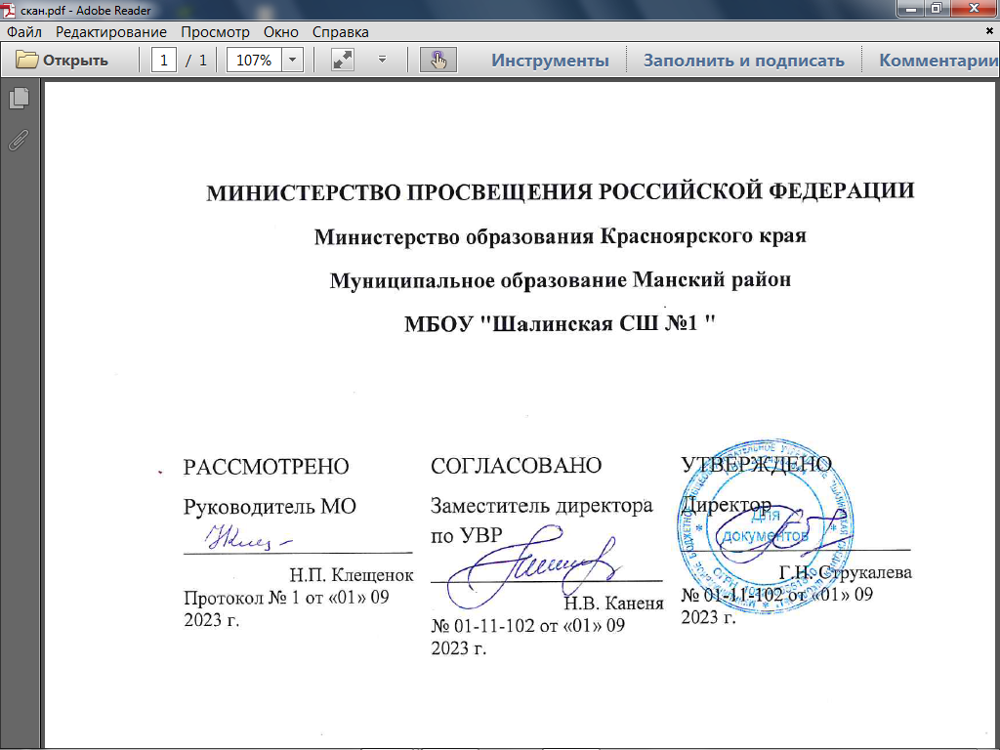 скан.pdf - Adobe Reader
Файл Редактирование Просмотр Окно Справка
Открыть 1 / 1 107% Инструменты Заполнить и подписать Комментарии
МИНИСТЕРСТВО ПРОСВЕЩЕНИЯ РОССИЙСКОЙ ФЕДЕРАЦИИ
Министерство образования Красноярского края
Муниципальное образование Манский район
МБОУ "Шалинская СШ №1 "
РАССМОТРЕНО
Руководитель МО
Н.П. Клещенок
Протокол № 1 от «01» 09
2023 г.
СОГЛАСОВАНО
Заместитель директора
по УВР
Н.В. Каненя
№ 01-11-102 от «01» 09
2023 г.
УТВЕРЖДЕНО
Директор
Для
документов
Г.Н. Струкалева
№ 01-11-102 от «01» 09
2023 г.